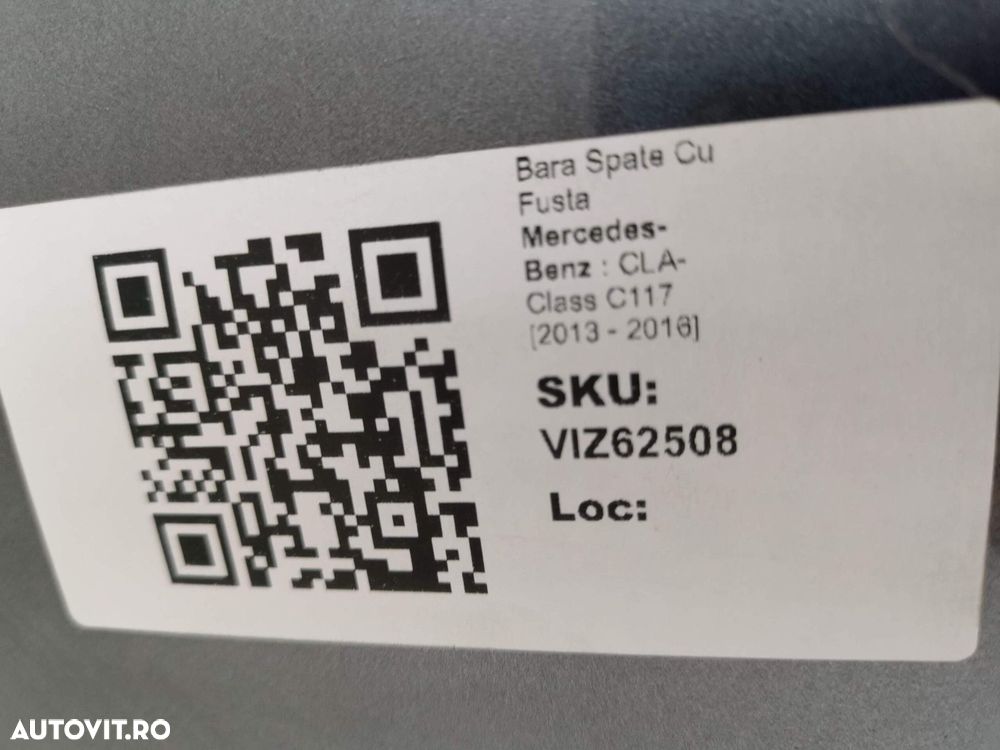 Bara Spate Cu
Fusta
Mercedes-
Benz : CLA-
Class C117
[2013 - 2016]
SKU:
VIZ62508
Loc:
AUTOVIT.RO